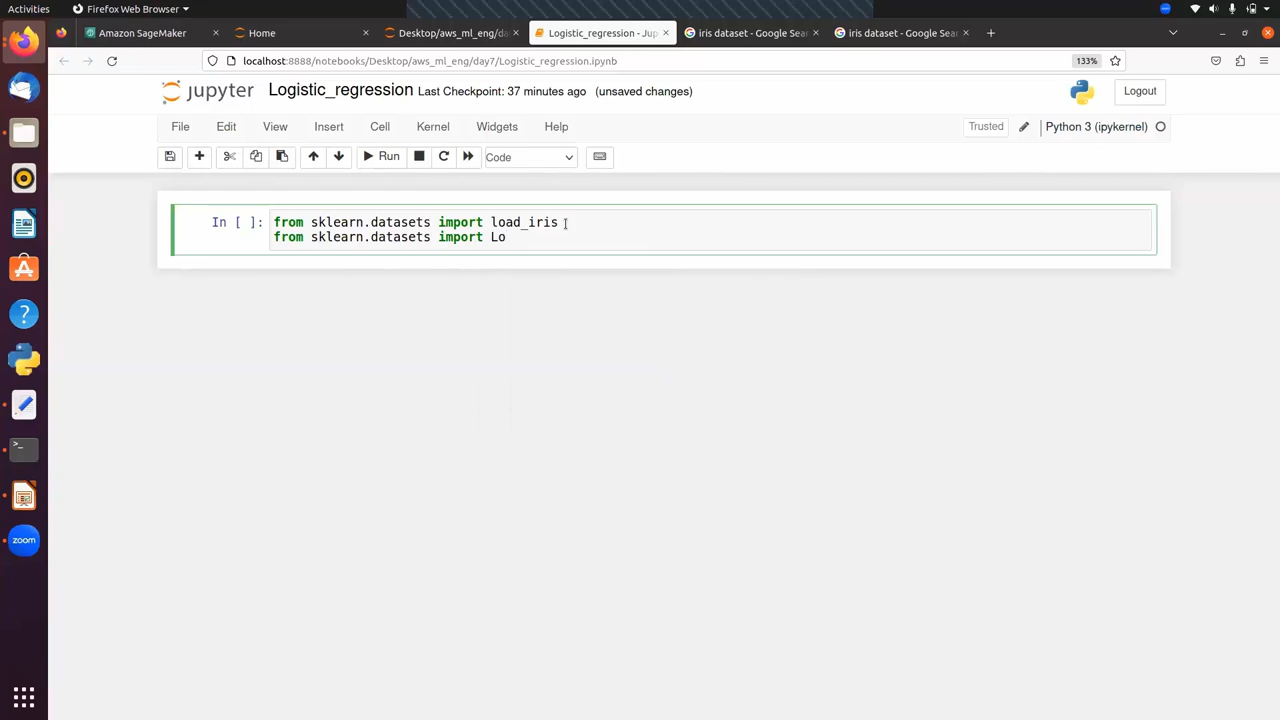 Activities
Firefox Web Browser
Amazon SageMaker
Home
Desktop/aws_ml_eng/da
Logistic_regression - Jup
iris dataset - Google Sea
iris dataset - Google Sear
localhost:8888/notebooks/Desktop/aws_ml_eng/day7/Logistic_regression.ipynb
133%
jupyter
Logistic_regression
Last Checkpoint: 37 minutes ago
(unsaved changes)
Logout
File
Edit
View
Insert
Cell
Kernel
Widgets
Help
Trusted
Python 3 (ipykernel)
Run
Code
In [ ]:
from sklearn.datasets import load_iris
from sklearn.datasets import Lo
zoom